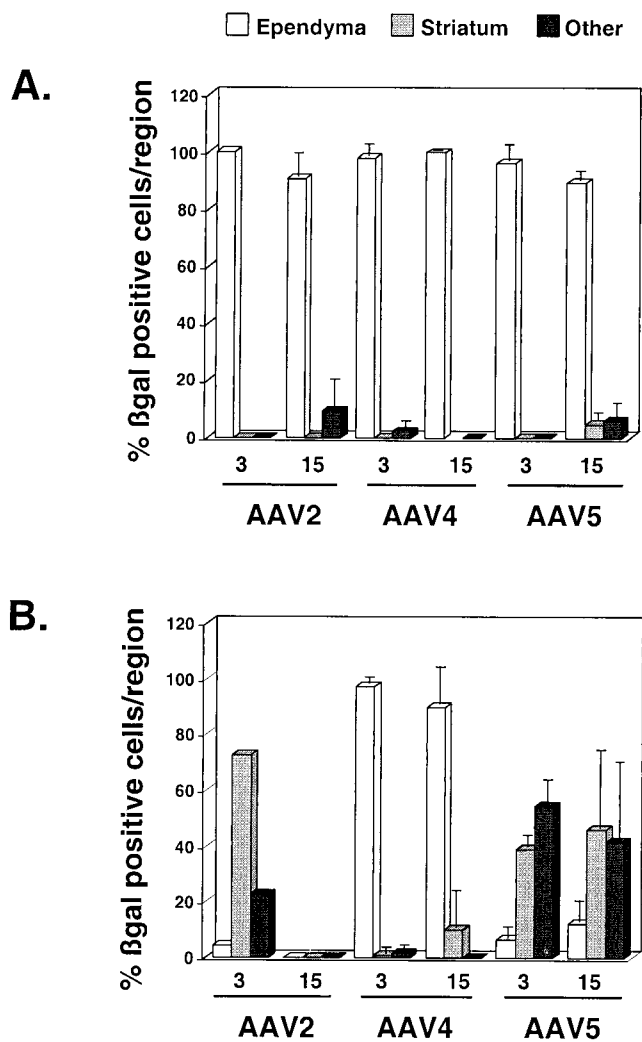 Ependyma Striatum Other
A.
% ßgal positive cells/region
120
100
80
60
40
20
0
3 15 3 15 3 15
AAV2 AAV4 AAV5
B.
% ßgal positive cells/region
120
100
80
60
40
20
0
3 15 3 15 3 15
AAV2 AAV4 AAV5